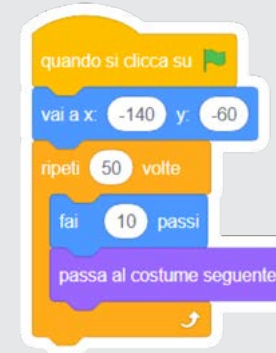 quando si clicca su
vai a x: -140 y: -60
ripeti 50 volte
fai 10 passi
passa al costume seguente